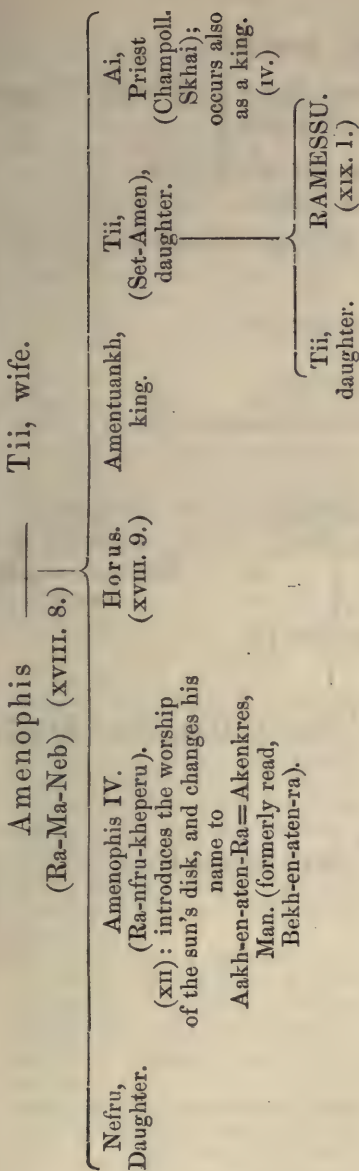 Amenophis —— Tii, wife.
(Ra-Ma-Neb) (XVIII. 8.)
Nefru,
Daughter.
Amenophis IV.
(Ra-nfru-kheperu).
(XII): introduces the worship
of the sun's disk, and changes his
name to
Aakh-en-aten-Ra=Akenkres,
Man. (formerly read,
Bekh-en-aten-ra).
Horus.
(XVIII. 9.)
Amentuankh,
king.
Tii,
(Set-Amen),
daughter.
Ai,
Priest
(Champoll.
Skhai);
occurs also
as a king.
(IV.)
Tii,
daughter.
RAMESSU.
(XIX. 1.)